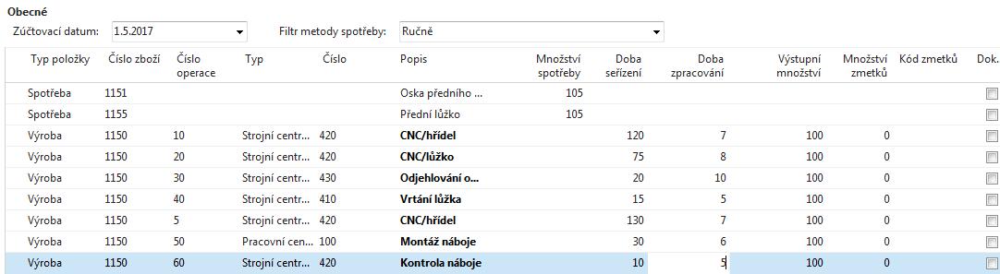 Obecné
Zúčtovací datum: 1.5.2017 Filtr metody spotřeby: Ručně
Typ položky Číslo zboží Číslo operace Typ Číslo Popis Množství spotřeby Doba seřízení Doba zpracování Výstupní množství Množství zmetků Kód zmetků Dok.
Spotřeba 1151 Oska předního ... 105
Spotřeba 1155 Přední lůžko 105
Výroba 1150 10 Strojní centr... 420 CNC/hřídel 120 7 100 0
Výroba 1150 20 Strojní centr... 420 CNC/lůžko 75 8 100 0
Výroba 1150 30 Strojní centr... 430 Odjehlování o... 20 10 100 0
Výroba 1150 40 Strojní centr... 410 Vrtání lůžka 15 5 100 0
Výroba 1150 5 Strojní centr... 420 CNC/hřídel 130 7 100 0
Výroba 1150 50 Pracovní cen... 100 Montáž náboje 30 6 100 0
Výroba 1150 60 Strojní centr... 420 Kontrola náboje 10 5 100 0